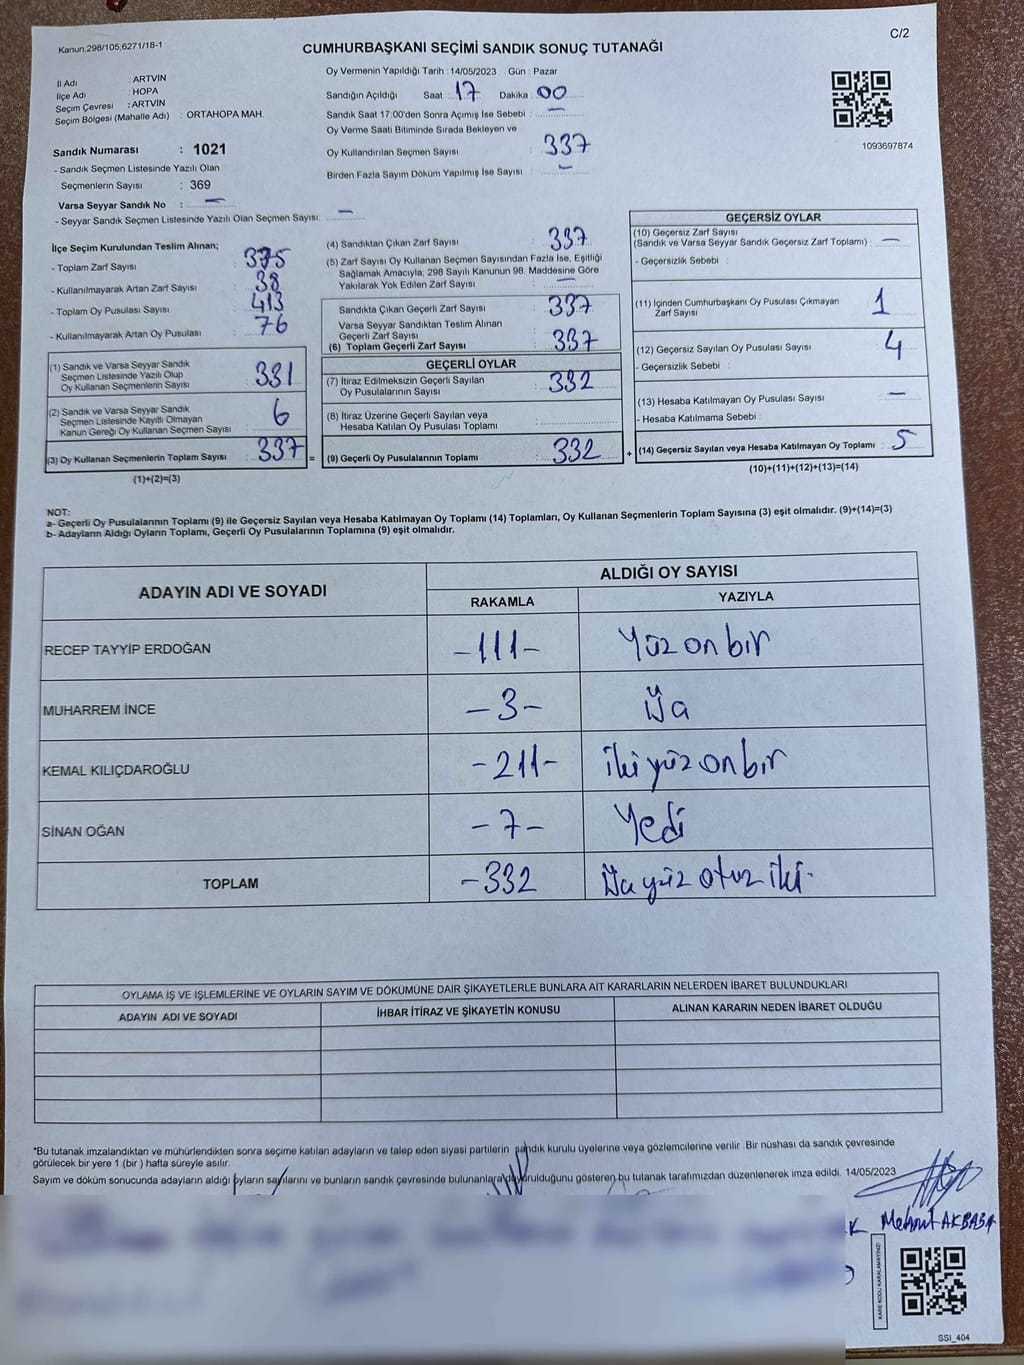 Kanun:298/105,6271/18-1
C/2
CUMHURBAŞKANI SEÇİMİ SANDIK SONUÇ TUTANAĞI
İl Adı : ARTVİN
İlçe Adı : HOPA
Seçim Çevresi : ARTVİN
Seçim Bölgesi (Mahalle Adı) : ORTAHOPA MAH.
Sandık Numarası : 1021
- Sandık Seçmen Listesinde Yazılı Olan
Seçmenlerin Sayısı : 369
Varsa Seyyar Sandık No : —
- Seyyar Sandık Seçmen Listesinde Yazılı Olan Seçmen Sayısı: —
Oy Vermenin Yapıldığı Tarih : 14/05/2023 Gün : Pazar
Sandığın Açıldığı Saat 17 Dakika : 00
Sandık Saat 17.00'den Sonra Açımış İse Sebebi : —
Oy Verme Saati Bitiminde Sırada Bekleyen ve
Oy Kullandırılan Seçmen Sayısı : 337
Birden Fazla Sayım Döküm Yapılmış İse Sayısı : —
1093697874
İlçe Seçim Kurulundan Teslim Alınan;
- Toplam Zarf Sayısı : 375
- Kullanılmayarak Artan Zarf Sayısı : 38
- Toplam Oy Pusulası Sayısı : 413
- Kullanılmayarak Artan Oy Pusulası : 76
(1) Sandık ve Varsa Seyyar Sandık
Seçmen Listesinde Yazılı Olup
Oy Kullanan Seçmenlerin Sayısı : 331
(2) Sandık ve Varsa Seyyar Sandık
Seçmen Listesinde Kayıtlı Olmayan
Kanun Gereği Oy Kullanan Seçmen Sayısı : 6
(3) Oy Kullanan Seçmenlerin Toplam Sayısı : 337 =
(1)+(2)=(3)
(4) Sandıktan Çıkan Zarf Sayısı : 337
(5) Zarf Sayısı Oy Kullanan Seçmen Sayısından Fazla İse, Eşitliği
Sağlamak Amacıyla; 298 Sayılı Kanunun 98. Maddesine Göre
Yakılarak Yok Edilen Zarf Sayısı : —
Sandıkta Çıkan Geçerli Zarf Sayısı : 337
Varsa Seyyar Sandıktan Teslim Alınan
Geçerli Zarf Sayısı
(6) Toplam Geçerli Zarf Sayısı : 337
GEÇERLİ OYLAR
(7) İtiraz Edilmeksizin Geçerli Sayılan
Oy Pusulalarının Sayısı : 332
(8) İtiraz Üzerine Geçerli Sayılan veya
Hesaba Katılan Oy Pusulaları Toplamı :
(9) Geçerli Oy Pusulalarının Toplamı : 332 +
GEÇERSİZ OYLAR
(10) Geçersiz Zarf Sayısı
(Sandık ve Varsa Seyyar Sandık Geçersiz Zarf Toplamı) : —
- Geçersizlik Sebebi :
(11) İçinden Cumhurbaşkanı Oy Pusulası Çıkmayan
Zarf Sayısı : 1
(12) Geçersiz Sayılan Oy Pusulası Sayısı : 4
- Geçersizlik Sebebi :
(13) Hesaba Katılmayan Oy Pusulası Sayısı : —
- Hesaba Katılmama Sebebi :
(14) Geçersiz Sayılan veya Hesaba Katılmayan Oy Toplamı : 5
(10)+(11)+(12)+(13)=(14)
NOT:
a- Geçerli Oy Pusulalarının Toplamı (9) ile Geçersiz Sayılan veya Hesaba Katılmayan Oy Toplamı (14) Toplamları, Oy Kullanan Seçmenlerin Toplam Sayısına (3) eşit olmalıdır. (9)+(14)=(3)
b- Adayların Aldığı Oyların Toplamı, Geçerli Oy Pusulalarının Toplamına (9) eşit olmalıdır.
ADAYIN ADI VE SOYADI
ALDIĞI OY SAYISI
RAKAMLA YAZIYLA
RECEP TAYYİP ERDOĞAN -111- Yüz on bir
MUHARREM İNCE -3- Üç
KEMAL KILIÇDAROĞLU -211- iki yüz on bir
SİNAN OĞAN -7- Yedi
TOPLAM -332 Üç yüz otuz iki.
OYLAMA İŞ VE İŞLEMLERİNE VE OYLARIN SAYIM VE DÖKÜMÜNE DAİR ŞİKAYETLERLE BUNLARA AİT KARARLARIN NELERDEN İBARET BULUNDUKLARI
ADAYIN ADI VE SOYADI İHBAR İTİRAZ VE ŞİKAYETİN KONUSU ALINAN KARARIN NEDEN İBARET OLDUĞU
*Bu tutanak imzalandıktan ve mühürlendikten sonra seçime katılan adayların ve talep eden siyasi partilerin sandık kurulu üyelerine veya gözlemcilerine verilir. Bir nüshası da sandık çevresinde
görülecek bir yere 1 (bir ) hafta süreyle asılır.
Sayım ve döküm sonucunda adayların aldığı oyların sayılarını ve bunların sandık çevresinde bulunanlara duyurulduğunu gösteren bu tutanak tarafımızdan düzenlenerek imza edildi. 14/05/2023
Mehmet AKBABA
KARE KODU KARALAMAYINIZ!
SSI_404